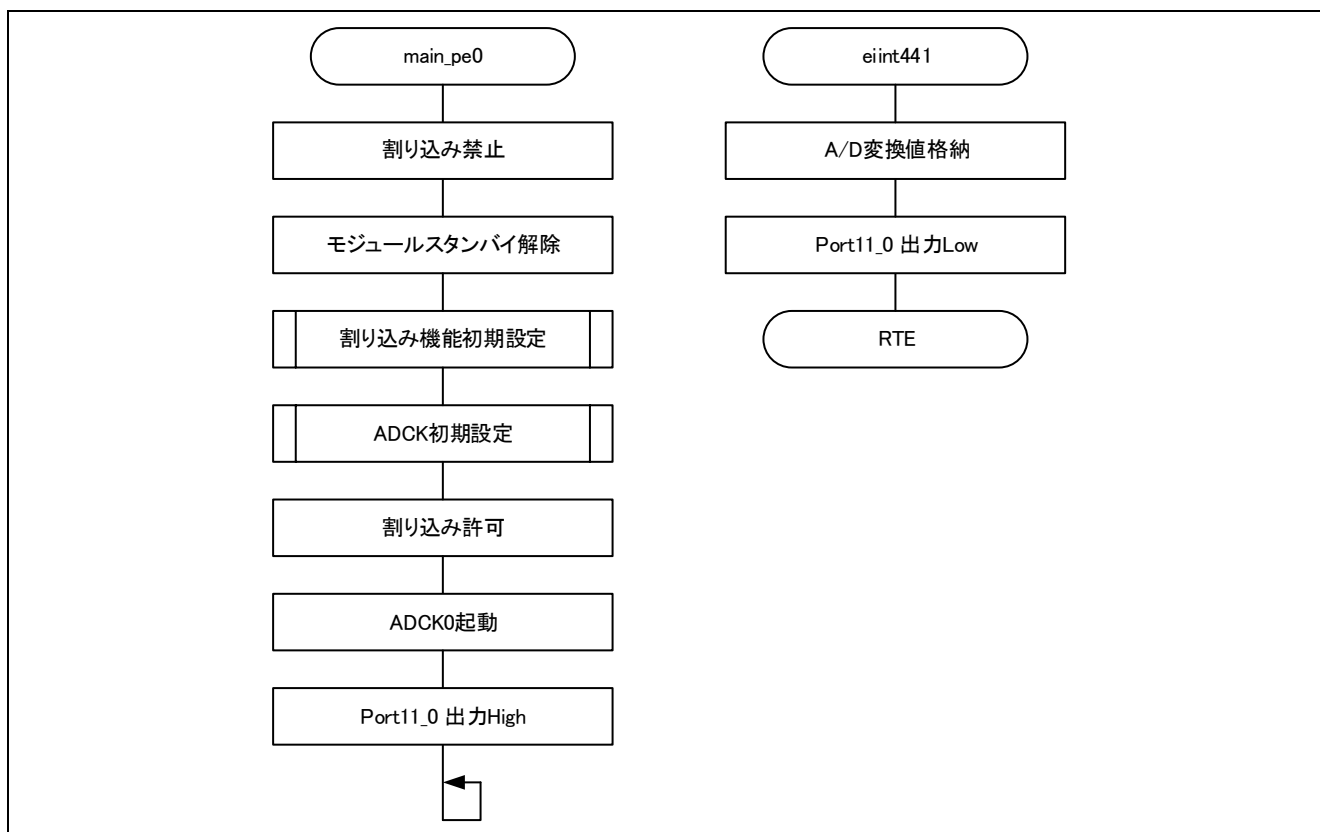 main_pe0
割り込み禁止
モジュールスタンバイ解除
割り込み機能初期設定
ADCK初期設定
割り込み許可
ADCK0起動
Port11_0 出力High
eiint441
A/D変換値格納
Port11_0 出力Low
RTE